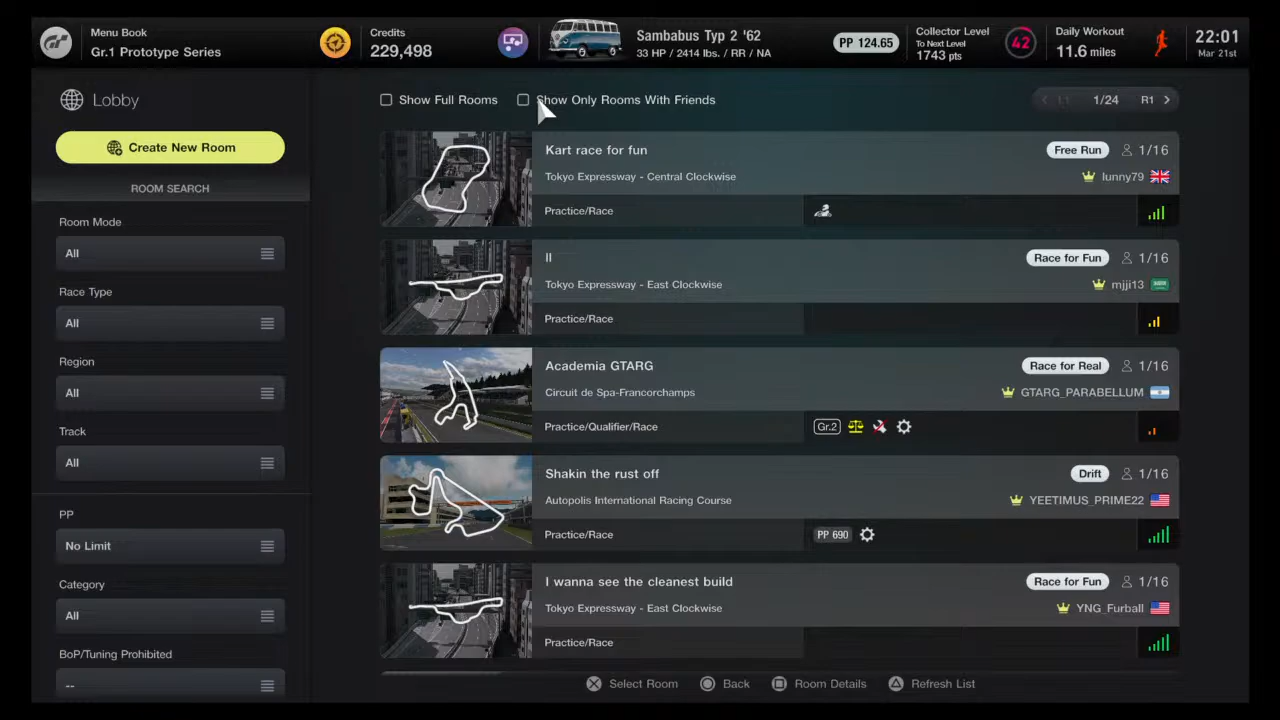 Menu Book
Gr.1 Prototype Series
Credits
229,498
Sambabus Typ 2 '62
33 HP / 2414 lbs. / RR / NA
PP 124.65
Collector Level
To Next Level
1743 pts
42
Daily Workout
11.6 miles
22:01
Mar 21st
Lobby
Create New Room
ROOM SEARCH
Room Mode
All
Race Type
All
Region
All
Track
All
PP
No Limit
Category
All
BoP/Tuning Prohibited
--
Show Full Rooms
Show Only Rooms With Friends
L1
1/24
R1
Kart race for fun
Free Run
1/16
Tokyo Expressway - Central Clockwise
lunny79
Practice/Race
II
Race for Fun
1/16
Tokyo Expressway - East Clockwise
mjji13
Practice/Race
Academia GTARG
Race for Real
1/16
Circuit de Spa-Francorchamps
GTARG_PARABELLUM
Practice/Qualifier/Race
Gr.2
Shakin the rust off
Drift
1/16
Autopolis International Racing Course
YEETIMUS_PRIME22
Practice/Race
PP 690
I wanna see the cleanest build
Race for Fun
1/16
Tokyo Expressway - East Clockwise
YNG_Furball
Practice/Race
Select Room
Back
Room Details
Refresh List